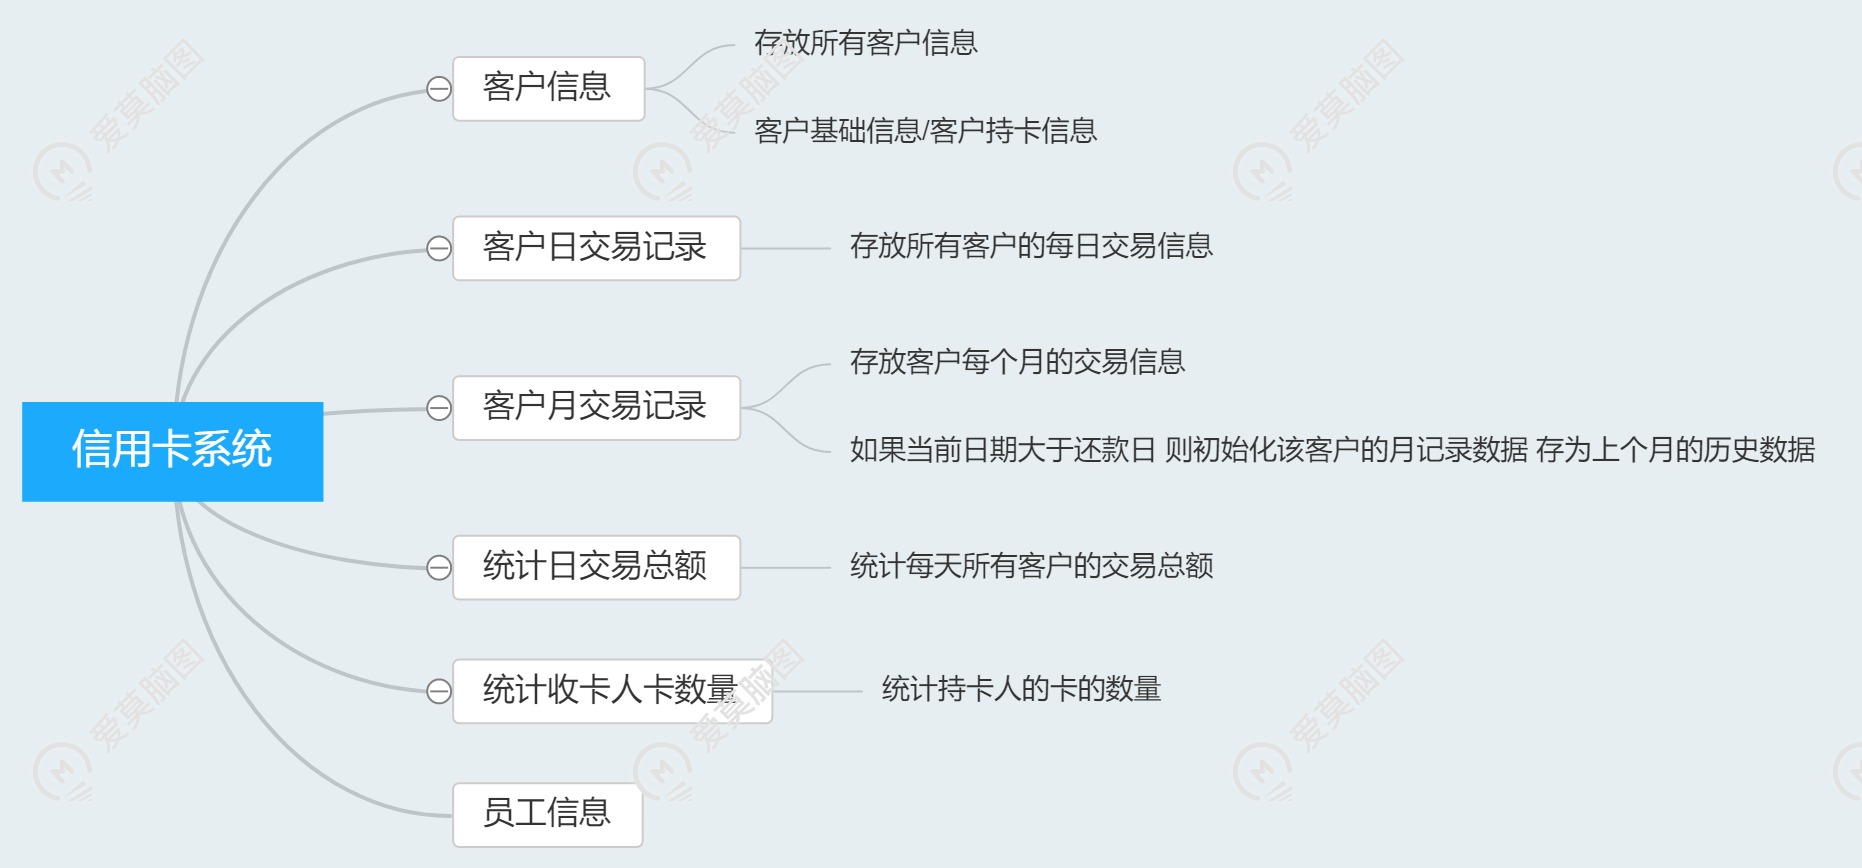 信用卡系统
客户信息
存放所有客户信息
客户基础信息/客户持卡信息
客户日交易记录
存放所有客户的每日交易信息
客户月交易记录
存放客户每个月的交易信息
如果当前日期大于还款日 则初始化该客户的月记录数据 存为上个月的历史数据
统计日交易总额
统计每天所有客户的交易总额
统计收卡人卡数量
统计持卡人的卡的数量
员工信息
爱莫脑图
爱莫脑图
爱莫脑图
爱莫脑图
爱莫脑图
爱莫脑图